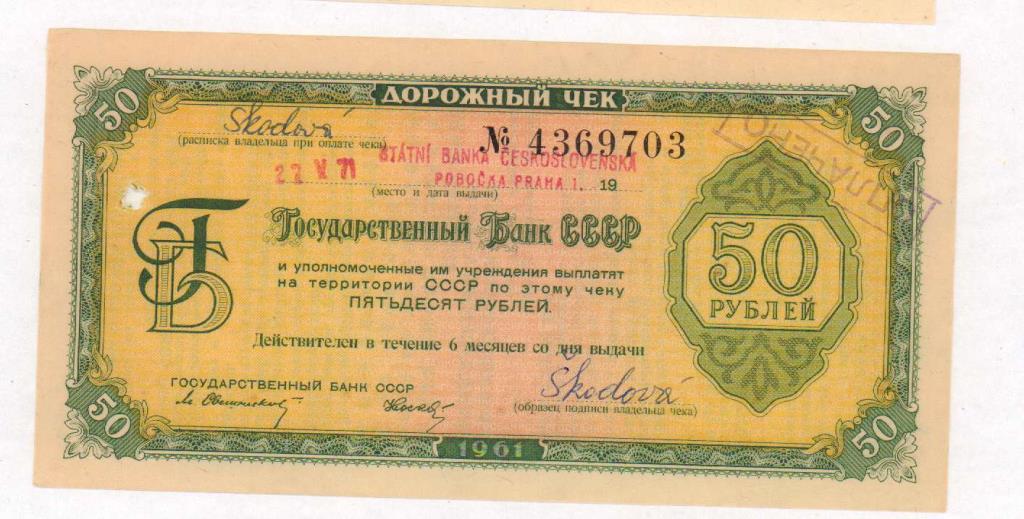 50 ДОРОЖНЫЙ ЧЕК 50
Škodová
(расписка владельца при оплате чека)
№ 4369703
22 V 71 STÁTNÍ BANKA ČESKOSLOVENSKÁ
POBOČKA PRAHA 1. 19
(место и дата выдачи)
ГБ
Государственный Банк СССР
и уполномоченные им учреждения выплатят
на территории СССР по этому чеку
ПЯТЬДЕСЯТ РУБЛЕЙ.
50
РУБЛЕЙ
Действителен в течение 6 месяцев со дня выдачи
ГОСУДАРСТВЕННЫЙ БАНК СССР
Škodová
(образец подписи владельца чека)
50 1961 50